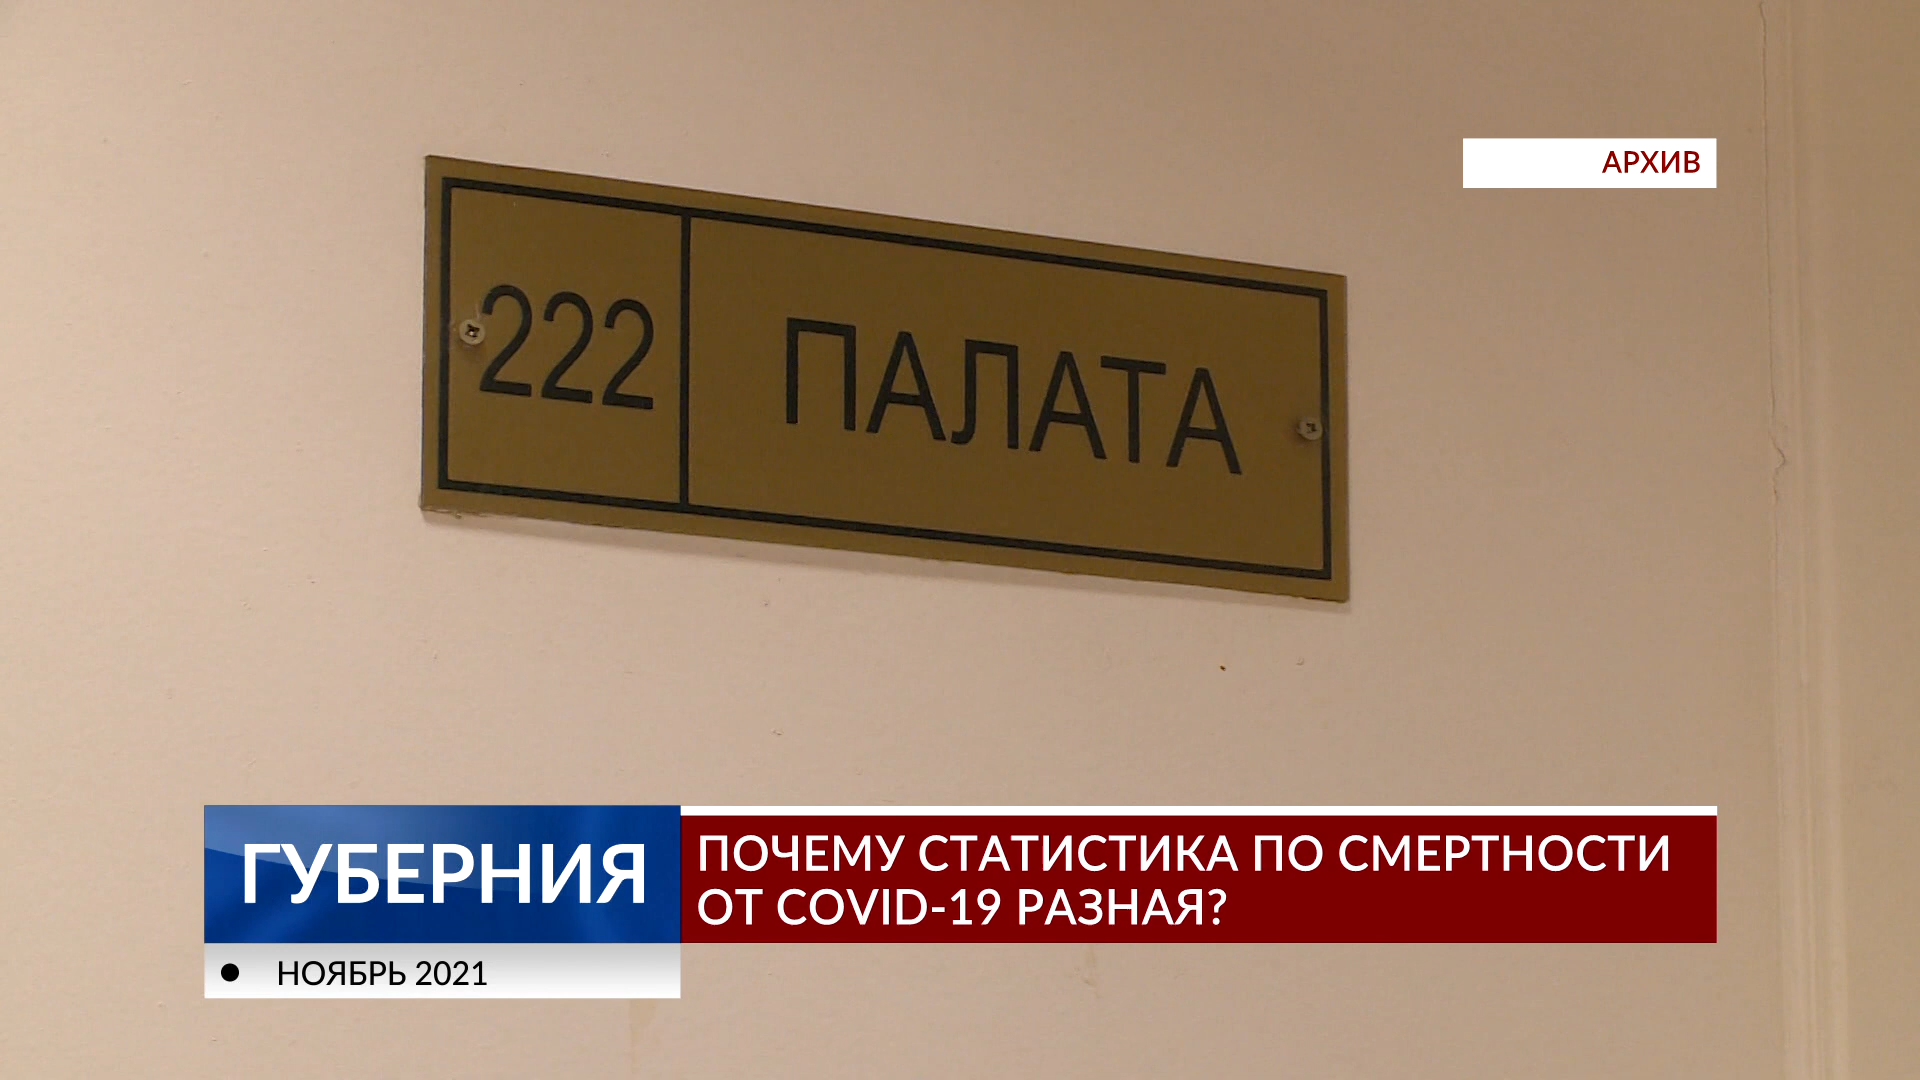 АРХИВ
222 ПАЛАТА
ГУБЕРНИЯ
ПОЧЕМУ СТАТИСТИКА ПО СМЕРТНОСТИ
ОТ COVID-19 РАЗНАЯ?
НОЯБРЬ 2021